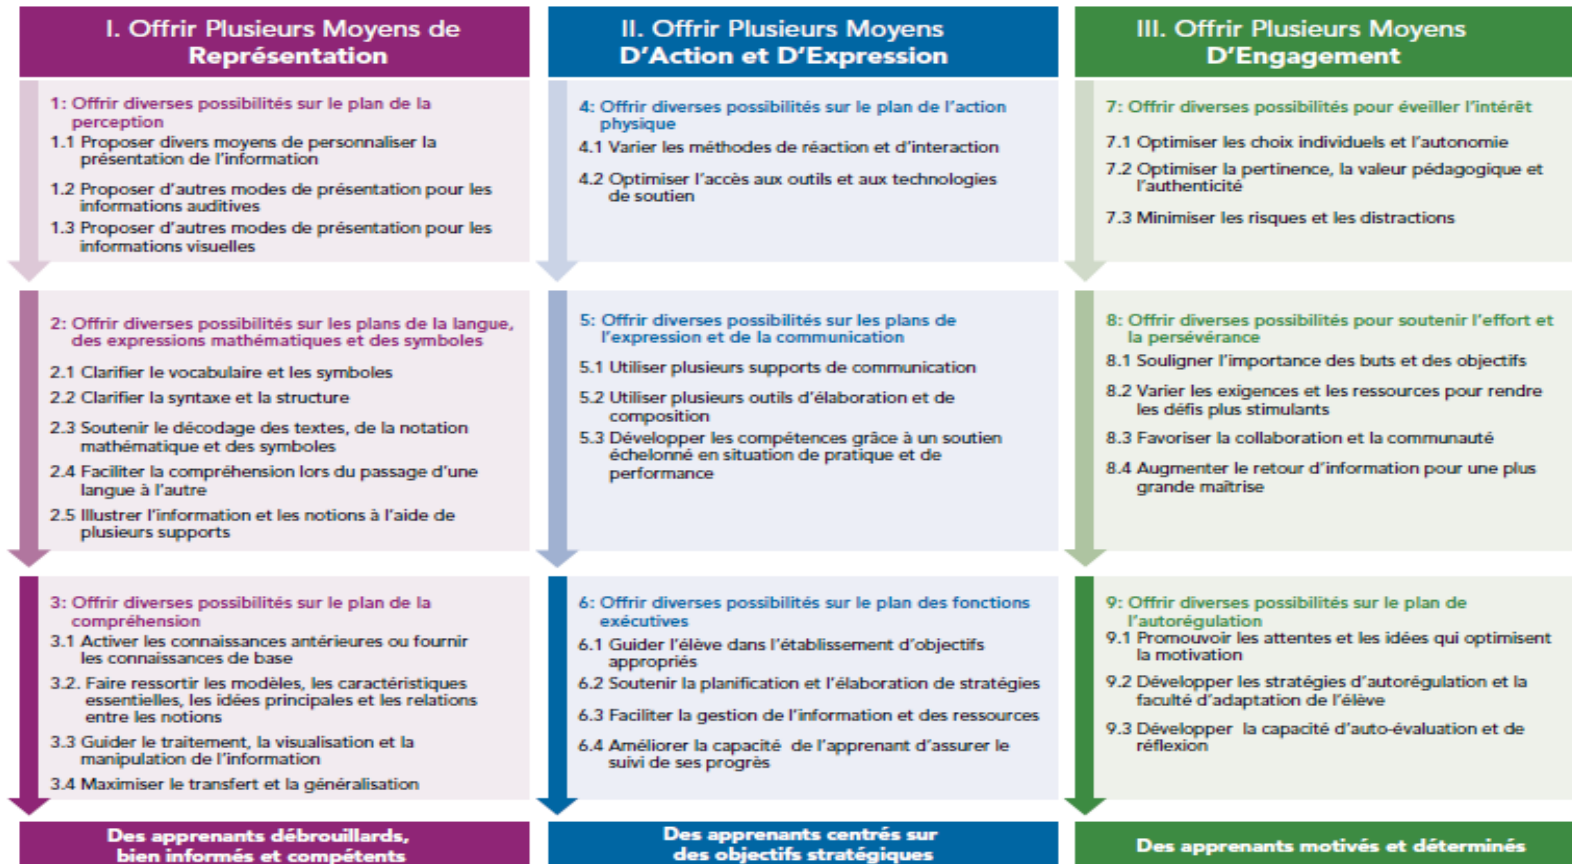 I. Offrir Plusieurs Moyens de
Représentation
1: Offrir diverses possibilités sur le plan de la
perception
1.1 Proposer divers moyens de personnaliser la
présentation de l'information
1.2 Proposer d'autres modes de présentation pour les
informations auditives
1.3 Proposer d'autres modes de présentation pour les
informations visuelles
2: Offrir diverses possibilités sur les plans de la langue,
des expressions mathématiques et des symboles
2.1 Clarifier le vocabulaire et les symboles
2.2 Clarifier la syntaxe et la structure
2.3 Soutenir le décodage des textes, de la notation
mathématique et des symboles
2.4 Faciliter la compréhension lors du passage d'une
langue à l'autre
2.5 Illustrer l'information et les notions à l'aide de
plusieurs supports
3: Offrir diverses possibilités sur le plan de la
compréhension
3.1 Activer les connaissances antérieures ou fournir
les connaissances de base
3.2. Faire ressortir les modèles, les caractéristiques
essentielles, les idées principales et les relations
entre les notions
3.3 Guider le traitement, la visualisation et la
manipulation de l'information
3.4 Maximiser le transfert et la généralisation
Des apprenants débrouillards,
bien informés et compétents
II. Offrir Plusieurs Moyens
D'Action et D'Expression
4: Offrir diverses possibilités sur le plan de l'action
physique
4.1 Varier les méthodes de réaction et d'interaction
4.2 Optimiser l'accès aux outils et aux technologies
de soutien
5: Offrir diverses possibilités sur les plans de
l'expression et de la communication
5.1 Utiliser plusieurs supports de communication
5.2 Utiliser plusieurs outils d'élaboration et de
composition
5.3 Développer les compétences grâce à un soutien
échelonné en situation de pratique et de
performance
6: Offrir diverses possibilités sur le plan des fonctions
exécutives
6.1 Guider l'élève dans l'établissement d'objectifs
appropriés
6.2 Soutenir la planification et l'élaboration de stratégies
6.3 Faciliter la gestion de l'information et des ressources
6.4 Améliorer la capacité de l'apprenant d'assurer le
suivi de ses progrès
Des apprenants centrés sur
des objectifs stratégiques
III. Offrir Plusieurs Moyens
D'Engagement
7: Offrir diverses possibilités pour éveiller l'intérêt
7.1 Optimiser les choix individuels et l'autonomie
7.2 Optimiser la pertinence, la valeur pédagogique et
l'authenticité
7.3 Minimiser les risques et les distractions
8: Offrir diverses possibilités pour soutenir l'effort et
la persévérance
8.1 Souligner l'importance des buts et des objectifs
8.2 Varier les exigences et les ressources pour rendre
les défis plus stimulants
8.3 Favoriser la collaboration et la communauté
8.4 Augmenter le retour d'information pour une plus
grande maîtrise
9: Offrir diverses possibilités sur le plan de
l'autorégulation
9.1 Promouvoir les attentes et les idées qui optimisent
la motivation
9.2 Développer les stratégies d'autorégulation et la
faculté d'adaptation de l'élève
9.3 Développer la capacité d'auto-évaluation et de
réflexion
Des apprenants motivés et déterminés